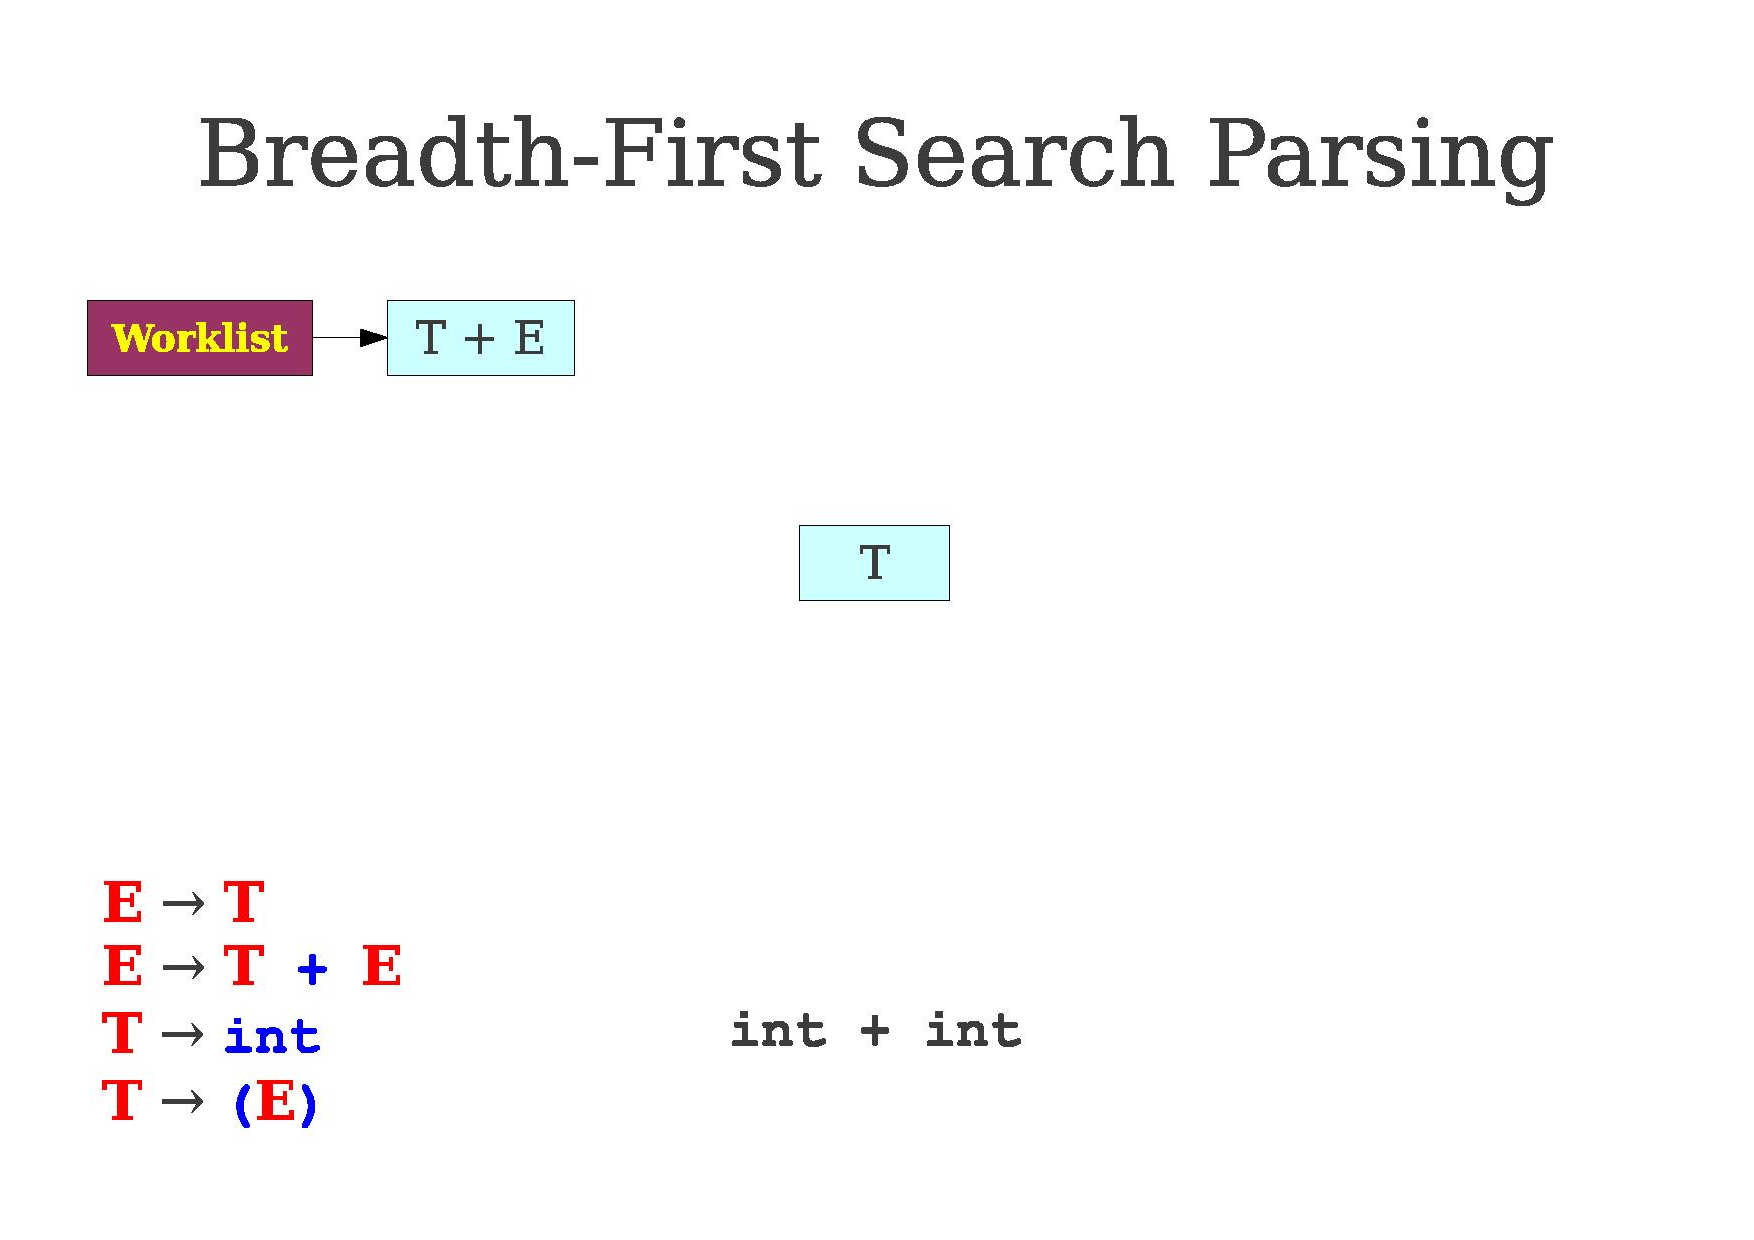 Breadth-First Search Parsing
Worklist T + E
T
E → T
E → T + E
T → int
T → (E)
int + int